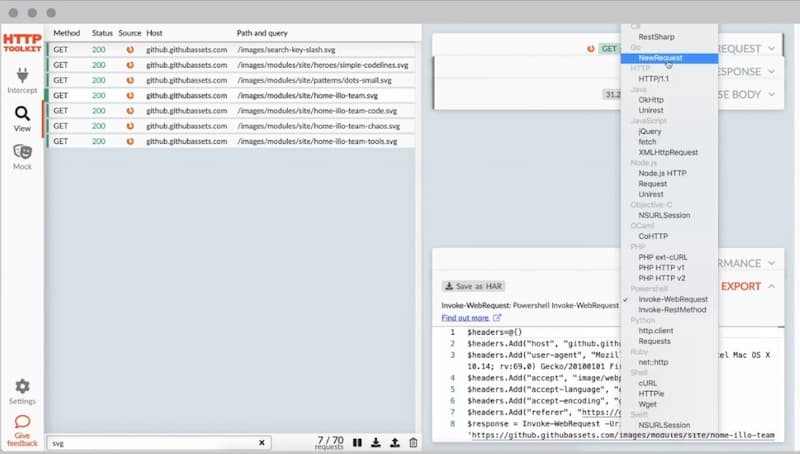 HTTP
TOOLKIT
Intercept
View
Mock
Settings
Give
feedback
Method Status Source Host Path and query
GET 200 github.githubassets.com /images/search-key-slash.svg
GET 200 github.githubassets.com /images/modules/site/heroes/simple-codelines.svg
GET 200 github.githubassets.com /images/modules/site/patterns/dots-small.svg
GET 200 github.githubassets.com /images/modules/site/home-illo-team.svg
GET 200 github.githubassets.com /images/modules/site/home-illo-team-code.svg
GET 200 github.githubassets.com /images/modules/site/home-illo-team-chaos.svg
GET 200 github.githubassets.com /images/modules/site/home-illo-team-tools.svg
svg
7 / 70
requests
GET
REQUEST
RESPONSE
31.2
SE BODY
RMANCE
Save as HAR
EXPORT
Invoke-WebRequest: Powershell Invoke-WebRequest
Find out more
1 $headers=@{}
2 $headers.Add("host", "github.gith
3 $headers.Add("user-agent", "Mozil
tel Mac OS X
10.14; rv:69.0) Gecko/20100101 Fi
4 $headers.Add("accept", "image/web
5 $headers.Add("accept-language", "e
6 $headers.Add("accept-encoding", "g
7 $headers.Add("referer", "https://g
8 $response = Invoke-WebRequest -Uri
'https://github.githubassets.com/images/modules/site/home-illo-team
C#
RestSharp
Go
NewRequest
HTTP
HTTP/1.1
Java
OkHttp
Unirest
JavaScript
jQuery
fetch
XMLHttpRequest
Node.js
Node.js HTTP
Request
Unirest
Objective-C
NSURLSession
OCaml
CoHTTP
PHP
PHP ext-cURL
PHP HTTP v1
PHP HTTP v2
Powershell
✓ Invoke-WebRequest
Invoke-RestMethod
Python
http.client
Requests
Ruby
net::http
Shell
cURL
HTTPie
Wget
Swift
NSURLSession